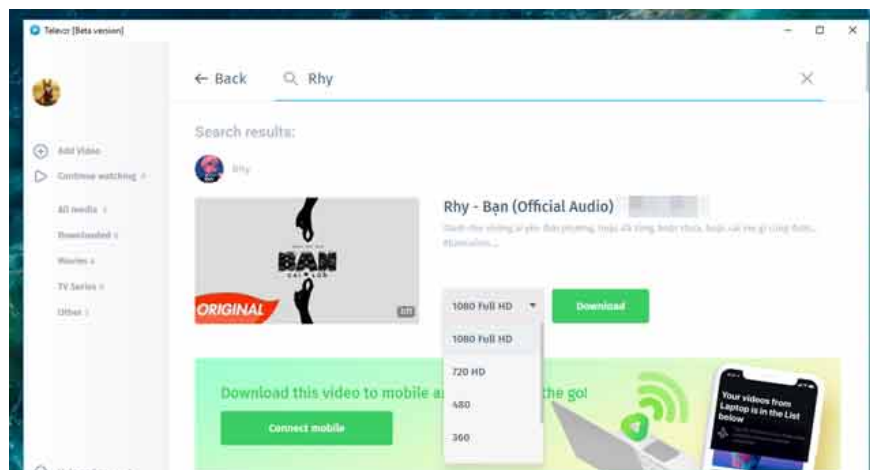 Televzr [Beta version]
← Back
Rhy
Search results:
Rhy
Add Video
Continue watching
All media
Downloaded
Movies
TV Series
Other
Rhy - Bạn (Official Audio)
BẠN
ORIGINAL
1080 Full HD
Download
1080 Full HD
720 HD
480
360
Download this video to mobile a
the go!
Connect mobile
Your videos from
Laptop is in the List
below